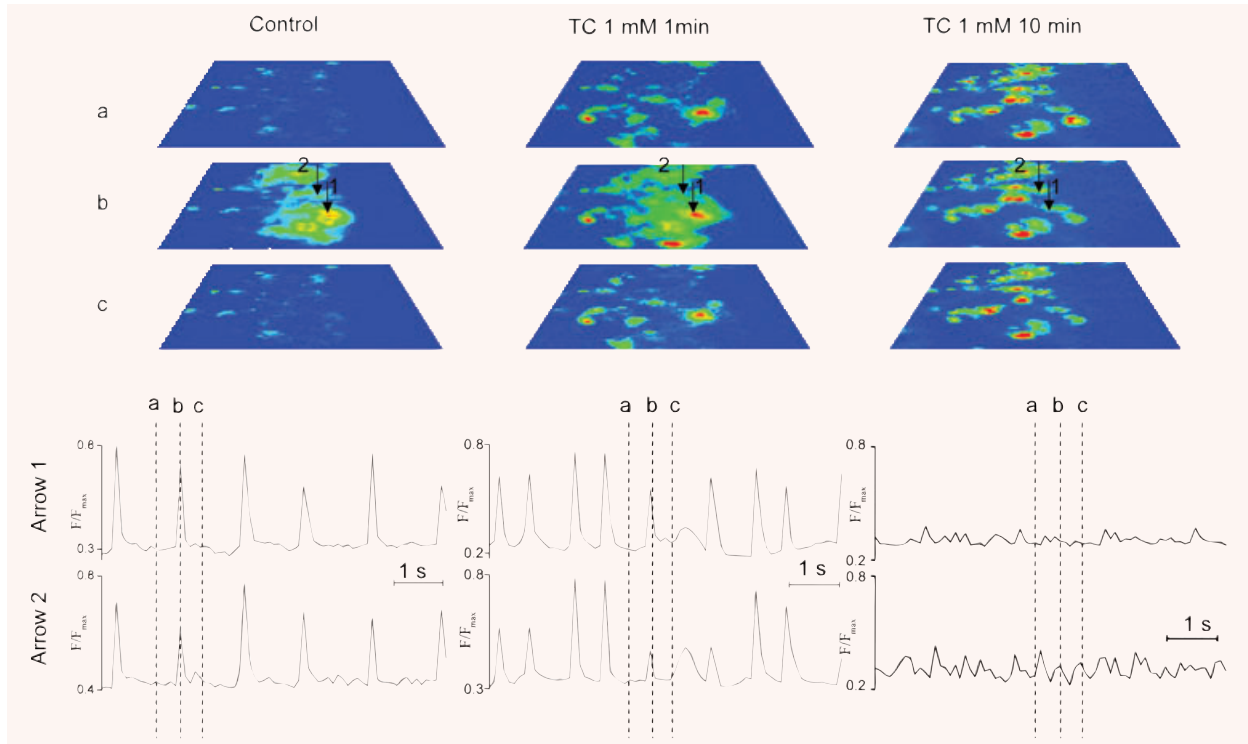 Control TC 1 mM 1min TC 1 mM 10 min
a
2
1
2
1
2
1
b
c
a b c a b c a b c
Arrow 1
F/Fmax
0.6
0.3
F/Fmax
0.8
0.2
F/Fmax
0.8
0.2
1 s
1 s
Arrow 2
F/Fmax
0.6
0.4
F/Fmax
0.8
0.3
F/Fmax
0.8
0.2
1 s